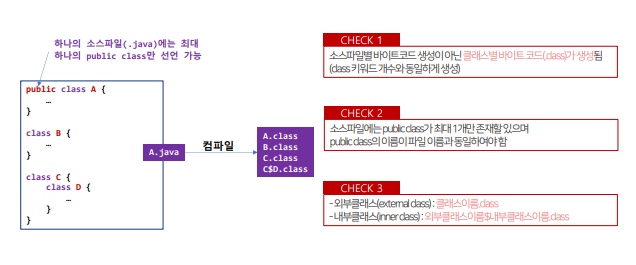 하나의 소스파일(.java)에는 최대
하나의 public class만 선언 가능
public class A {
…
}
class B {
…
}
class C {
class D {
…
}
}
A.java
컴파일
A.class
B.class
C.class
C$D.class
CHECK 1
소스파일별 바이트코드 생성이 아닌 클래스별 바이트 코드(.class)가 생성됨
(class 키워드 개수와 동일하게 생성)
CHECK 2
소스파일에는 public class가 최대 1개만 존재할 있으며
public class의 이름이 파일 이름과 동일하여야 함
CHECK 3
- 외부클래스(external class) : 클래스이름.class
- 내부클래스(inner class) : 외부클래스이름$내부클래스이름.class